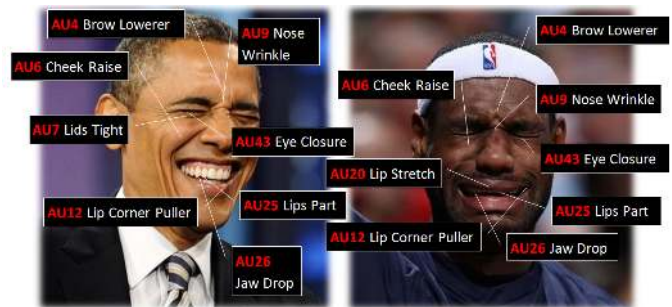 AU4 Brow Lowerer
AU9 Nose
Wrinkle
AU6 Cheek Raise
AU7 Lids Tight
AU43 Eye Closure
AU12 Lip Corner Puller
AU25 Lips Part
AU26
Jaw Drop
AU4 Brow Lowerer
AU6 Cheek Raise
AU9 Nose Wrinkle
AU43 Eye Closure
AU20 Lip Stretch
AU25 Lips Part
AU12 Lip Corner Puller
AU26 Jaw Drop